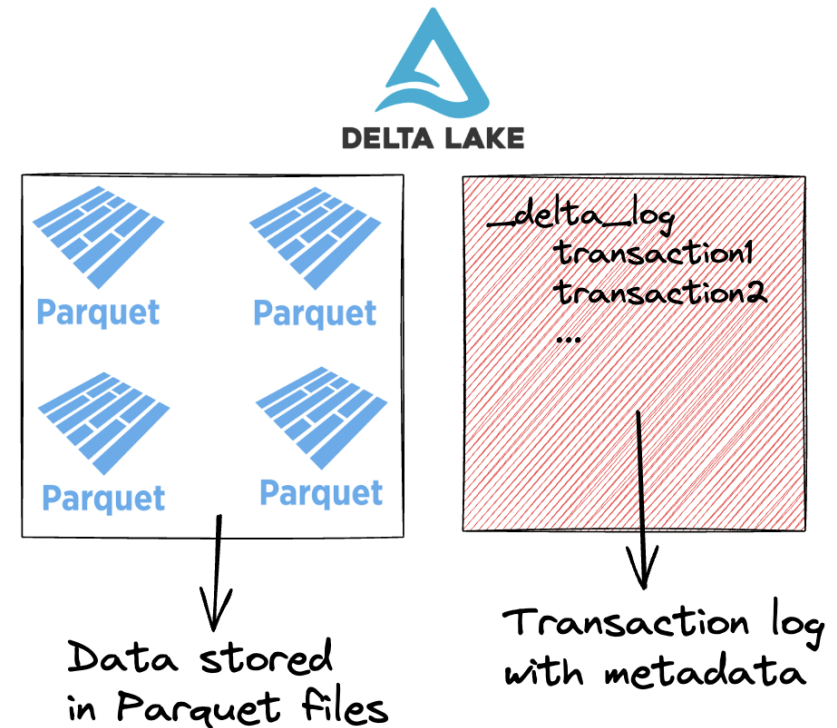 DELTA LAKE
Parquet
Parquet
Parquet
Parquet
Data stored
in Parquet files
_delta_log
transaction1
transaction2
...
Transaction log
with metadata